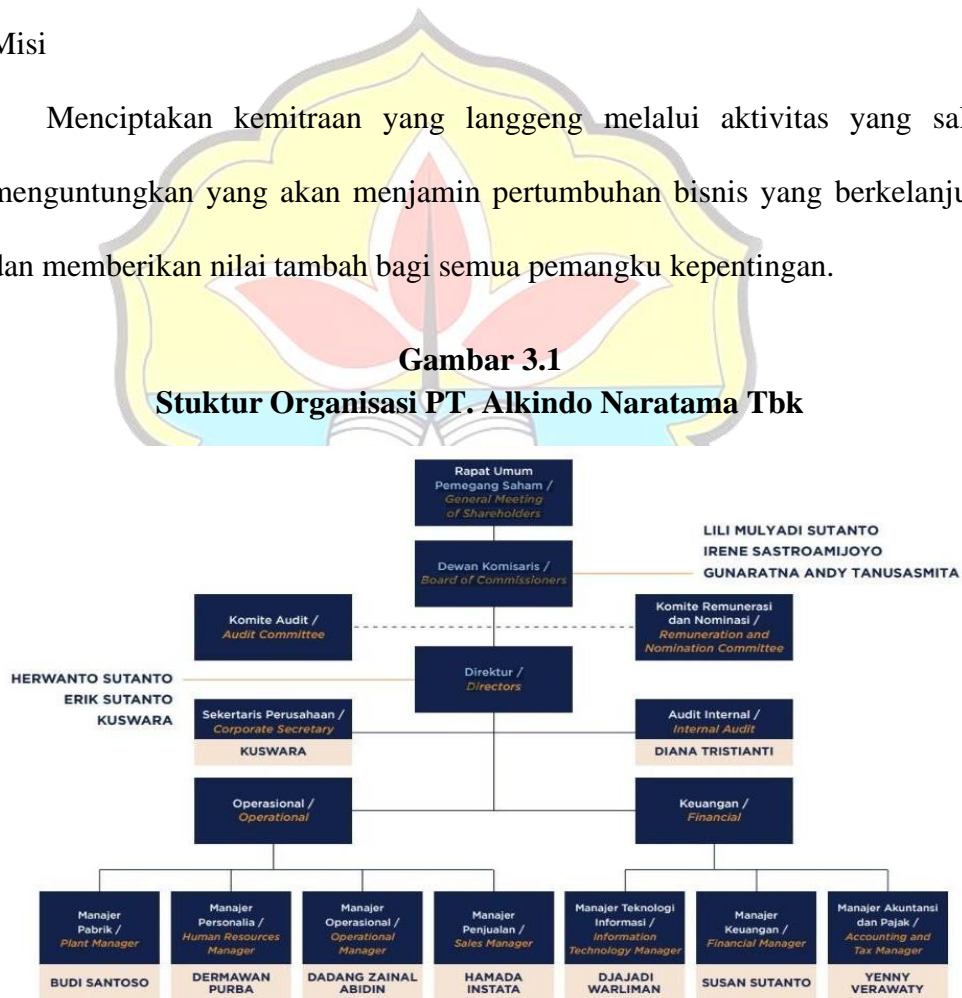 Misi
Menciptakan kemitraan yang langgeng melalui aktivitas yang
menguntungkan yang akan menjamin pertumbuhan bisnis yang
dan memberikan nilai tambah bagi semua pemangku kepentingan.
Gambar 3.1
Stuktur Organisasi PT. Alkindo Naratama Tbk
Rapat Umum
Pemegang Saham /
General Meeting
of Shareholders
LILI MULYADI SUTANTO
IRENE SASTROAMIJOYO
GUNARATNA ANDY TANUSASMITA
Dewan Komisaris /
Board of Commissioners
Komite Audit /
Audit Committee
Komite Remunerasi
dan Nominasi /
Remuneration and
Nomination Committee
Direktur /
Directors
HERWANTO SUTANTO
ERIK SUTANTO
KUSWARA
Sekertaris Perusahaan /
Corporate Secretary
KUSWARA
Audit Internal /
Internal Audit
DIANA TRISTIANTI
Operasional /
Operational
Keuangan /
Financial
Manajer
Pabrik /
Plant Manager
BUDI SANTOSO
Manajer
Personalia /
Human Resources
Manager
DERMAWAN
PURBA
Manajer
Operasional /
Operational
Manager
DADANG ZAINAL
ABIDIN
Manajer
Penjualan /
Sales Manager
HAMADA
INSTATA
Manajer Teknologi
Informasi /
Information
Technology Manager
DJAJADI
WARLIMAN
Manajer
Keuangan /
Financial Manager
SUSAN SUTANTO
Manajer Akuntansi
dan Pajak /
Accounting and
Tax Manager
YENNY
VERAWATY